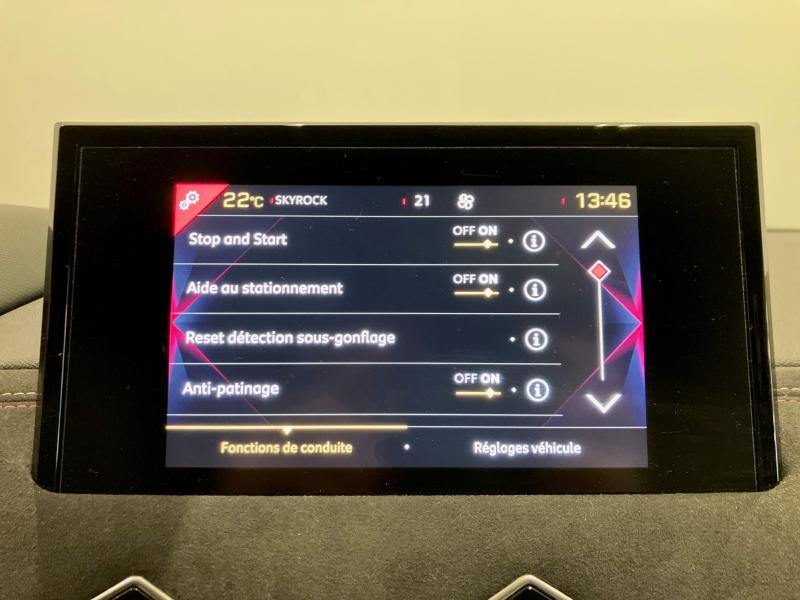 22°C SKYROCK 21 13:46
Stop and Start OFF ON
Aide au stationnement OFF ON
Reset détection sous-gonflage
Anti-patinage OFF ON
Fonctions de conduite Réglages véhicule